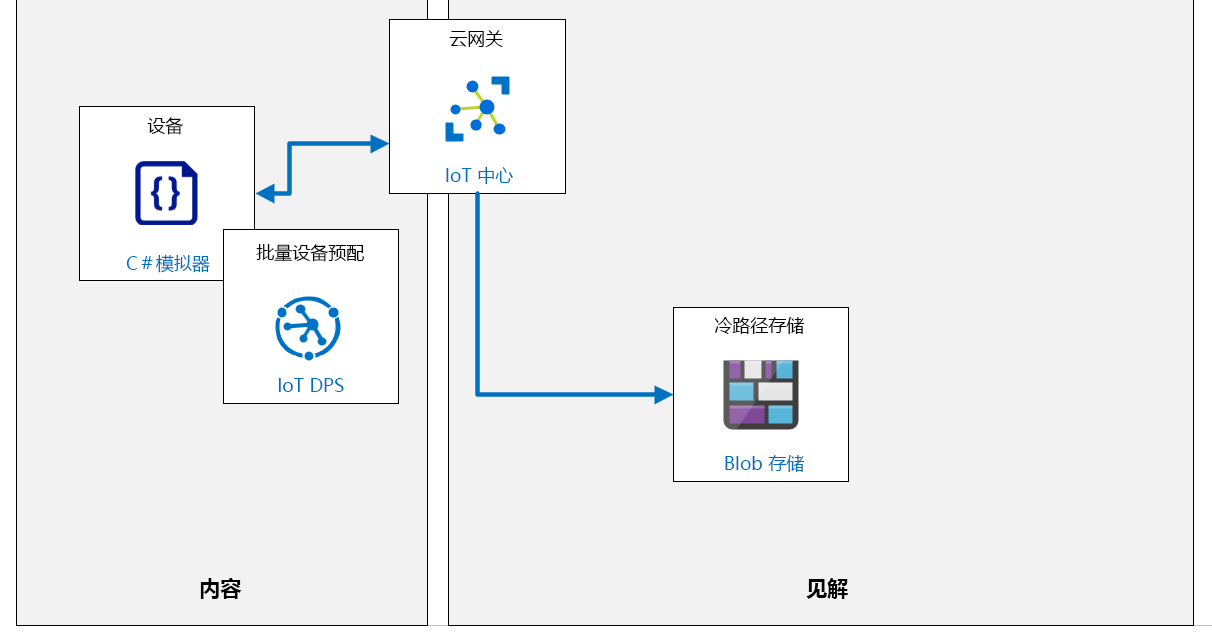 云网关
IoT 中心
设备
{}
C#模拟器
批量设备预配
IoT DPS
冷路径存储
Blob 存储
内容
见解